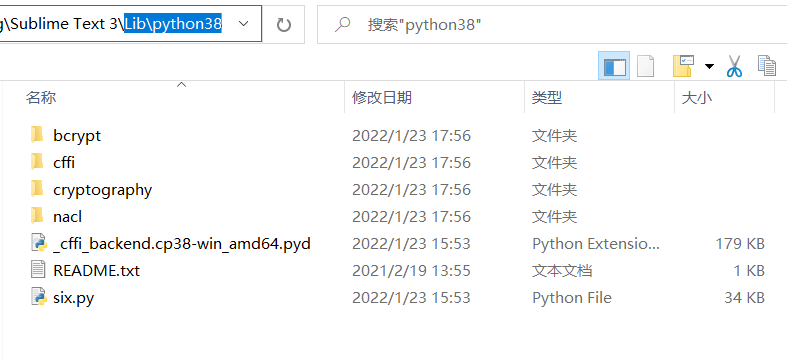 g\Sublime Text 3\Lib\python38 搜索"python38"
名称 修改日期 类型 大小
bcrypt 2022/1/23 17:56 文件夹
cffi 2022/1/23 17:56 文件夹
cryptography 2022/1/23 17:56 文件夹
nacl 2022/1/23 17:56 文件夹
_cffi_backend.cp38-win_amd64.pyd 2022/1/23 15:53 Python Extensio... 179 KB
README.txt 2021/2/19 13:55 文本文档 1 KB
six.py 2022/1/23 15:53 Python File 34 KB